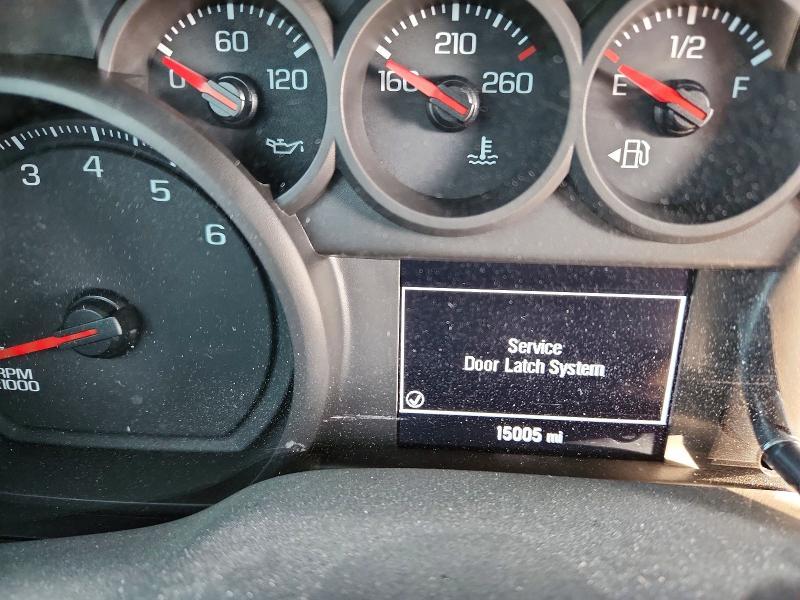 0 60 120
160 210 260
E 1/2 F
3 4 5 6
RPM
x1000
Service
Door Latch System
15005 mi